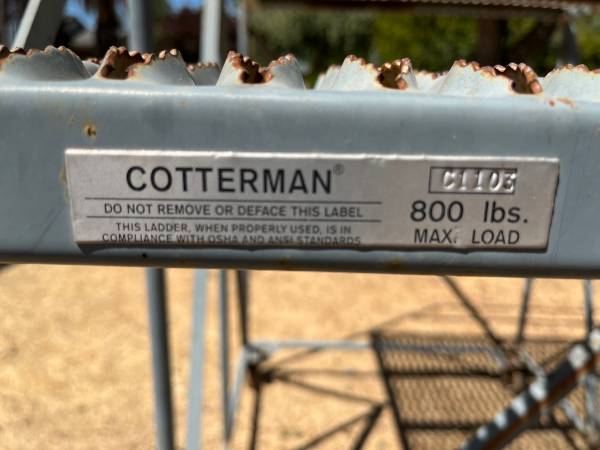 COTTERMAN®
C1103
DO NOT REMOVE OR DEFACE THIS LABEL
800 lbs.
MAX. LOAD
THIS LADDER, WHEN PROPERLY USED, IS IN
COMPLIANCE WITH OSHA AND ANSI STANDARDS